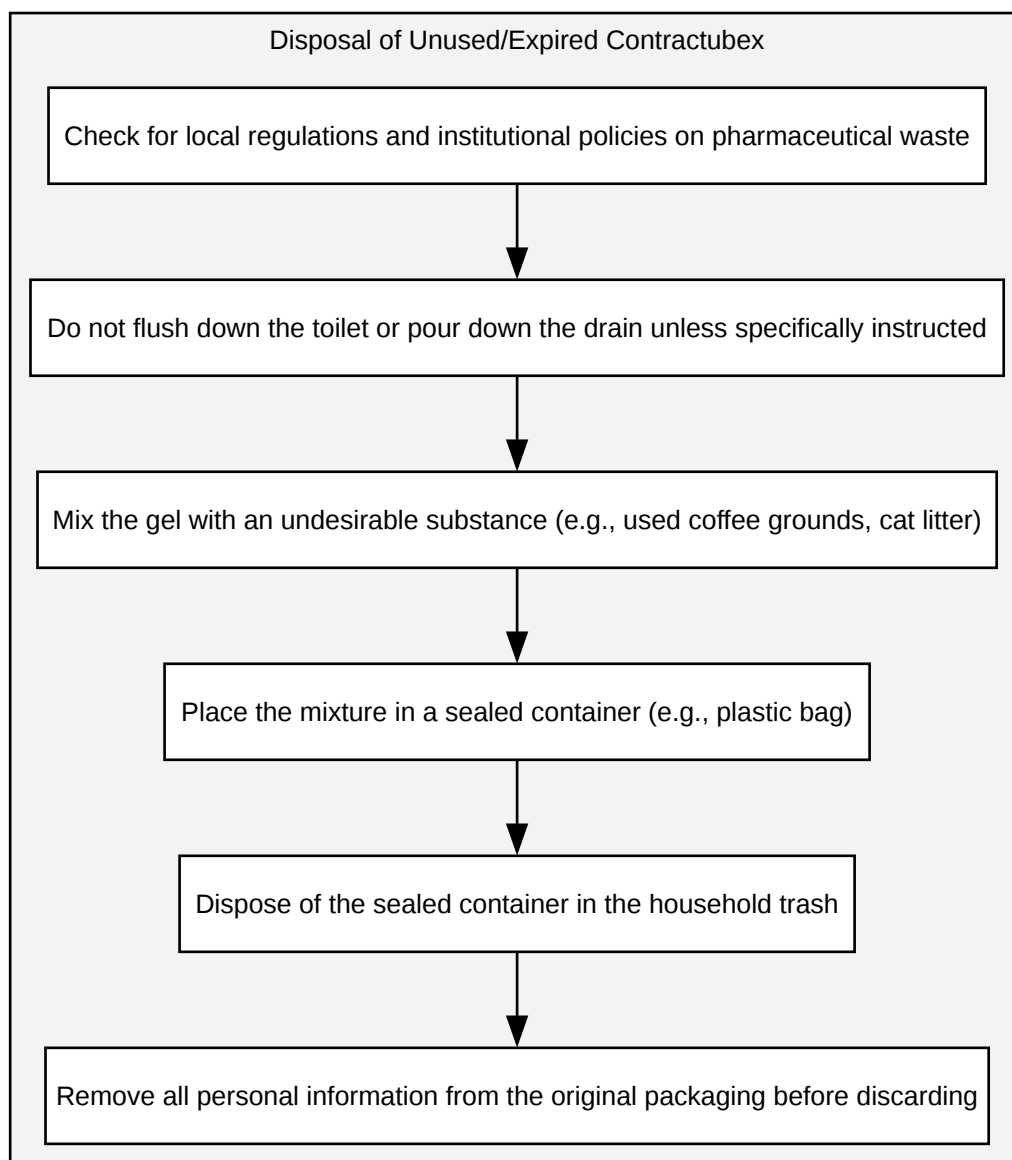 Disposal of Unused/Expired Contractubex
Check for local regulations and institutional policies on pharmaceutical waste
Do not flush down the toilet or pour down the drain unless specifically instructed
Mix the gel with an undesirable substance (e.g., used coffee grounds, cat litter)
Place the mixture in a sealed container (e.g., plastic bag)
Dispose of the sealed container in the household trash
Remove all personal information from the original packaging before discarding